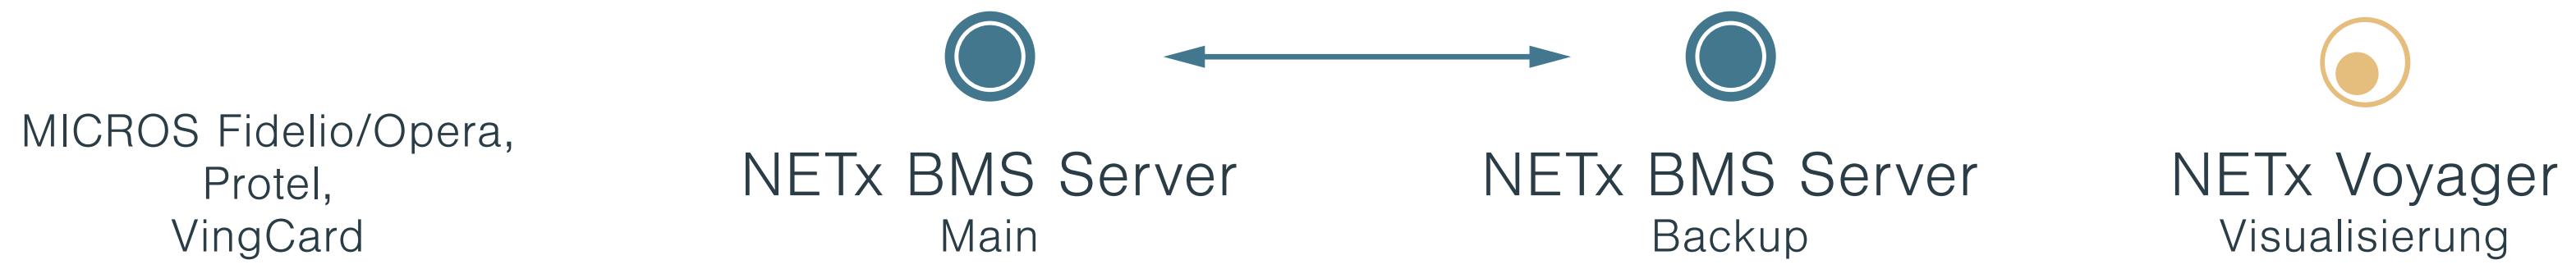 MICROS Fidelio/Opera,
Protel,
VingCard
NETx BMS Server
Main
NETx BMS Server
Backup
NETx Voyager
Visualisierung